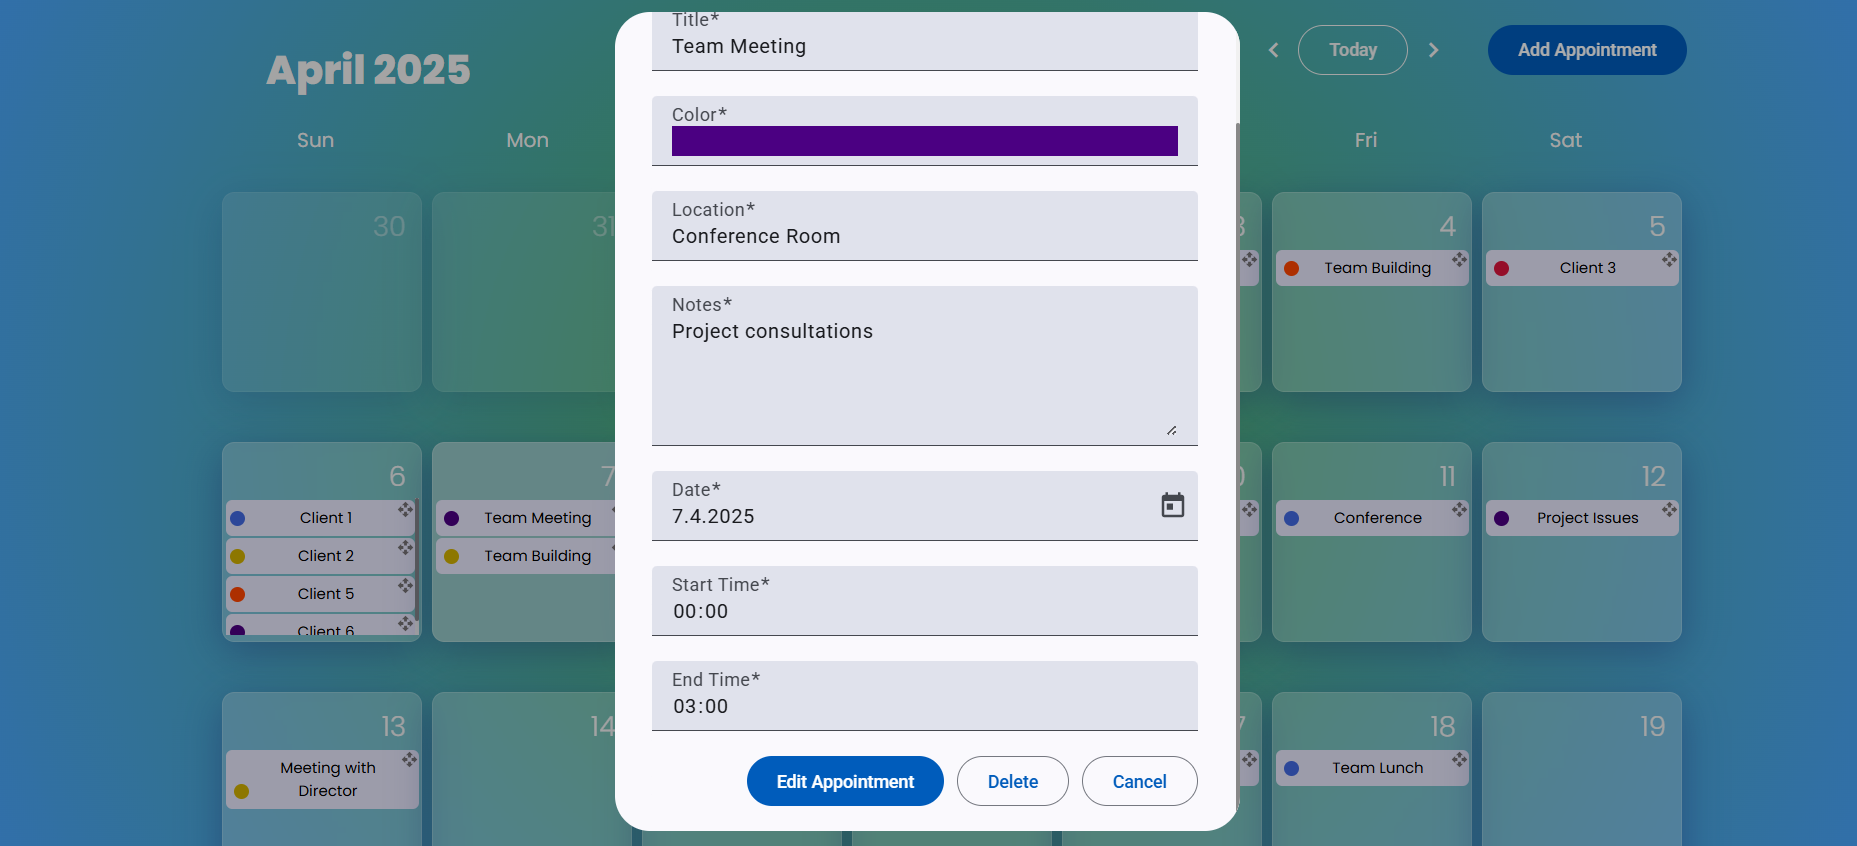 April 2025
Today
Add Appointment
Sun
Mon
Fri
Sat
30
31
4
Team Building
5
Client 3
6
Client 1
Client 2
Client 5
Client 6
7
Team Meeting
Team Building
11
Conference
12
Project Issues
13
Meeting with
Director
14
18
Team Lunch
19
Title*
Team Meeting
Color*
Location*
Conference Room
Notes*
Project consultations
Date*
7.4.2025
Start Time*
00:00
End Time*
03:00
Edit Appointment
Delete
Cancel